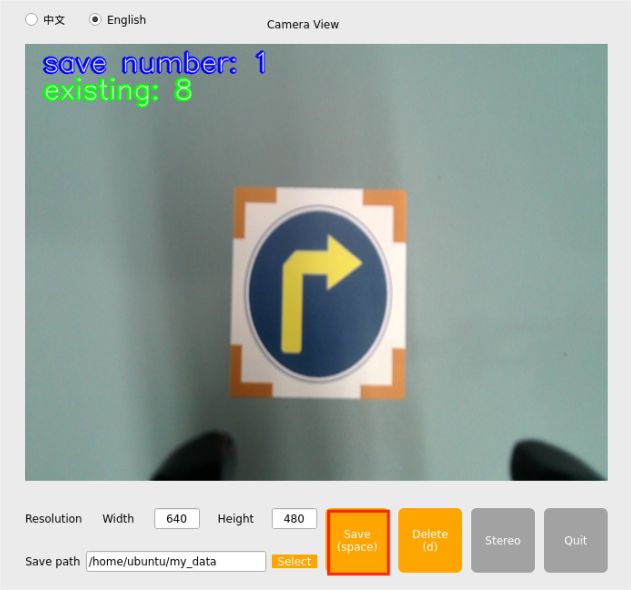 中文 English
Camera View
save number: 1
existing: 8
Resolution Width 640 Height 480
Save path /home/ubuntu/my_data Select
Save
(space)
Delete
(d)
Stereo
Quit